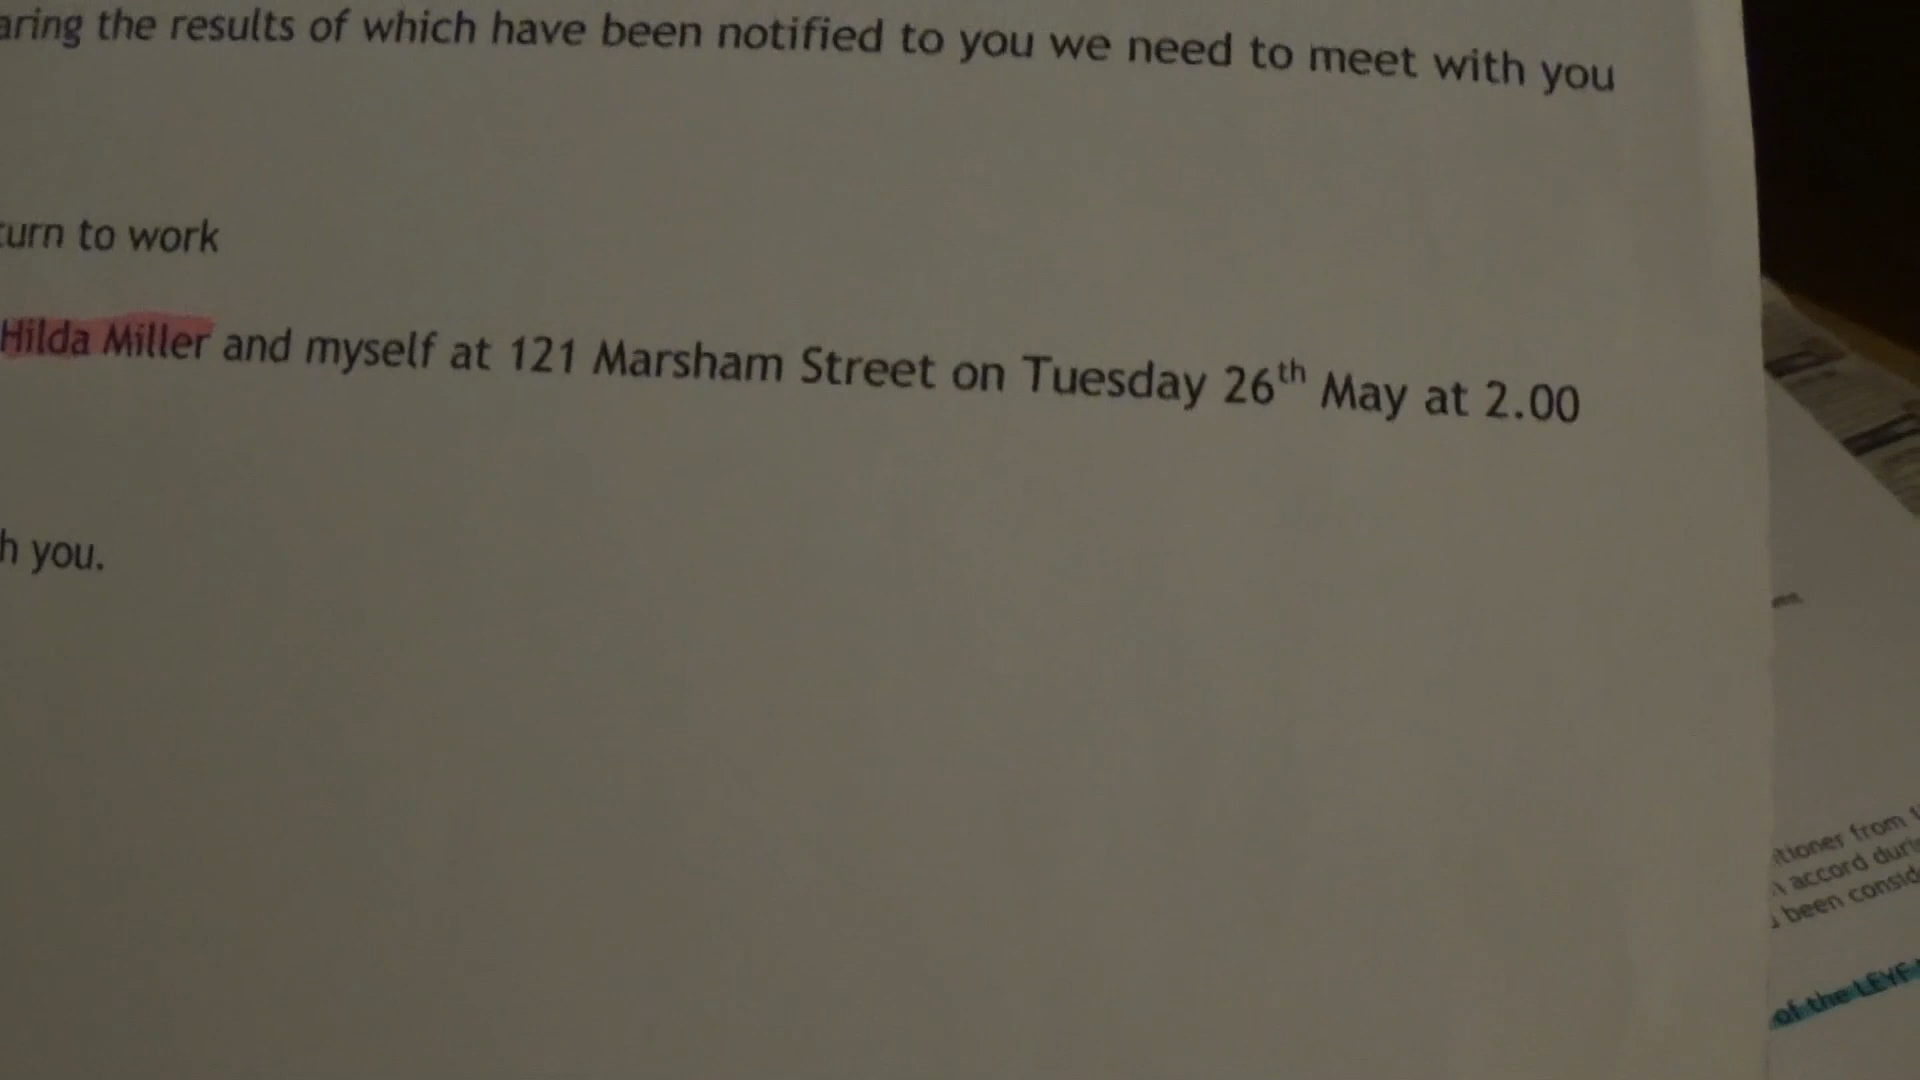 aring the results of which have been notified to you we need to meet with you
turn to work
Hilda Miller and myself at 121 Marsham Street on Tuesday 26th May at 2.00
h you.
tioner from
accord duri
been consid
of the LEYF